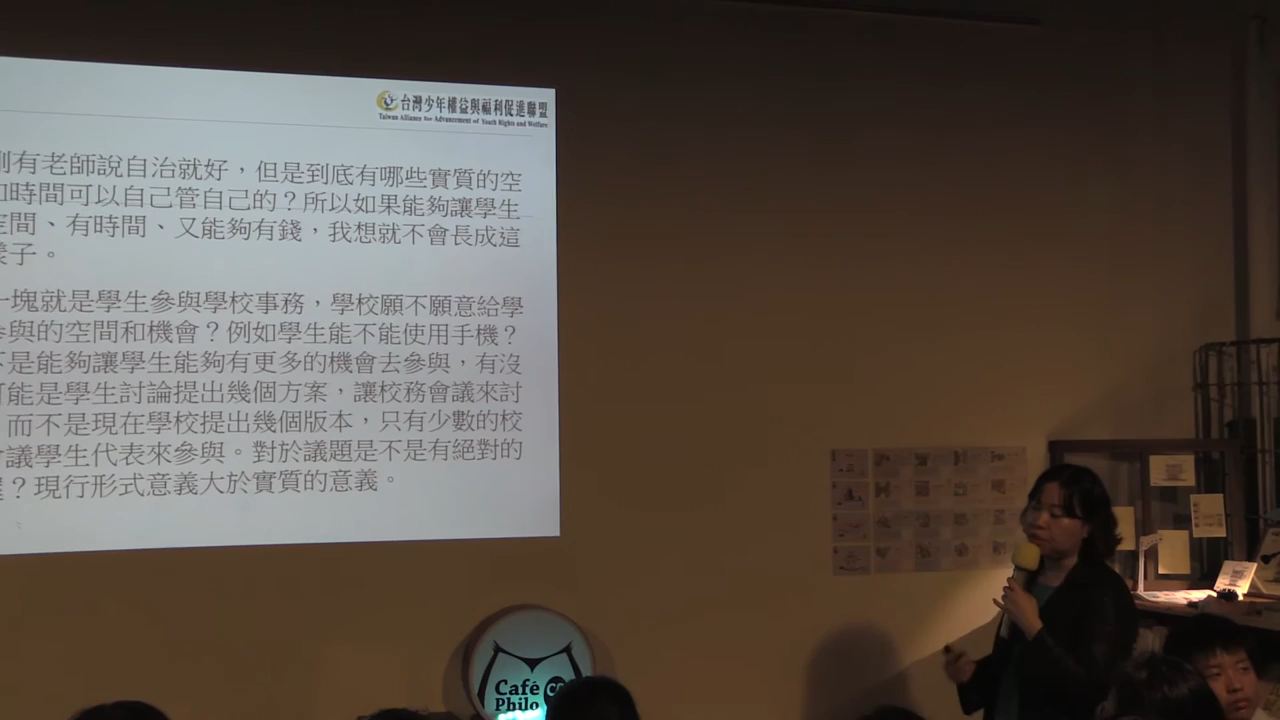 台灣少年權益與福利促進聯盟
Taiwan Alliance for Advancement of Youth Rights and Welfare
剛有老師說自治就好，但是到底有哪些實質的空
時間可以自己管自己的？所以如果能夠讓學生
空間、有時間、又能夠有錢，我想就不會長成這
樣子。
一塊就是學生參與學校事務，學校願不願意給學
參與的空間和機會？例如學生能不能使用手機？
不是能夠讓學生能夠有更多的機會去參與，有沒
可能是學生討論提出幾個方案，讓校務會議來討
而不是現在學校提出幾個版本，只有少數的校
會議學生代表來參與。對於議題是不是有絕對的
？現行形式意義大於實質的意義。
Café
Philo